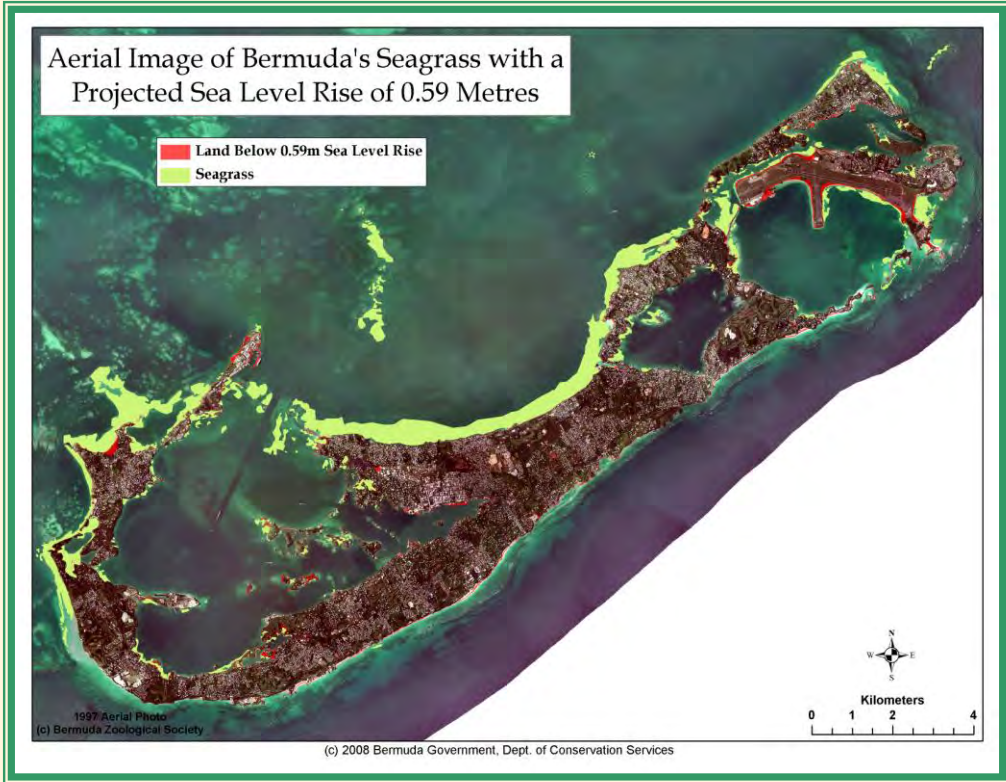 Aerial Image of Bermuda's Seagrass with a
Projected Sea Level Rise of 0.59 Metres
Land Below 0.59m Sea Level Rise
Seagrass
N
W E
S
Kilometers
0 1 2 4
1997 Aerial Photo
(c) Bermuda Zoological Society
(c) 2008 Bermuda Government, Dept. of Conservation Services